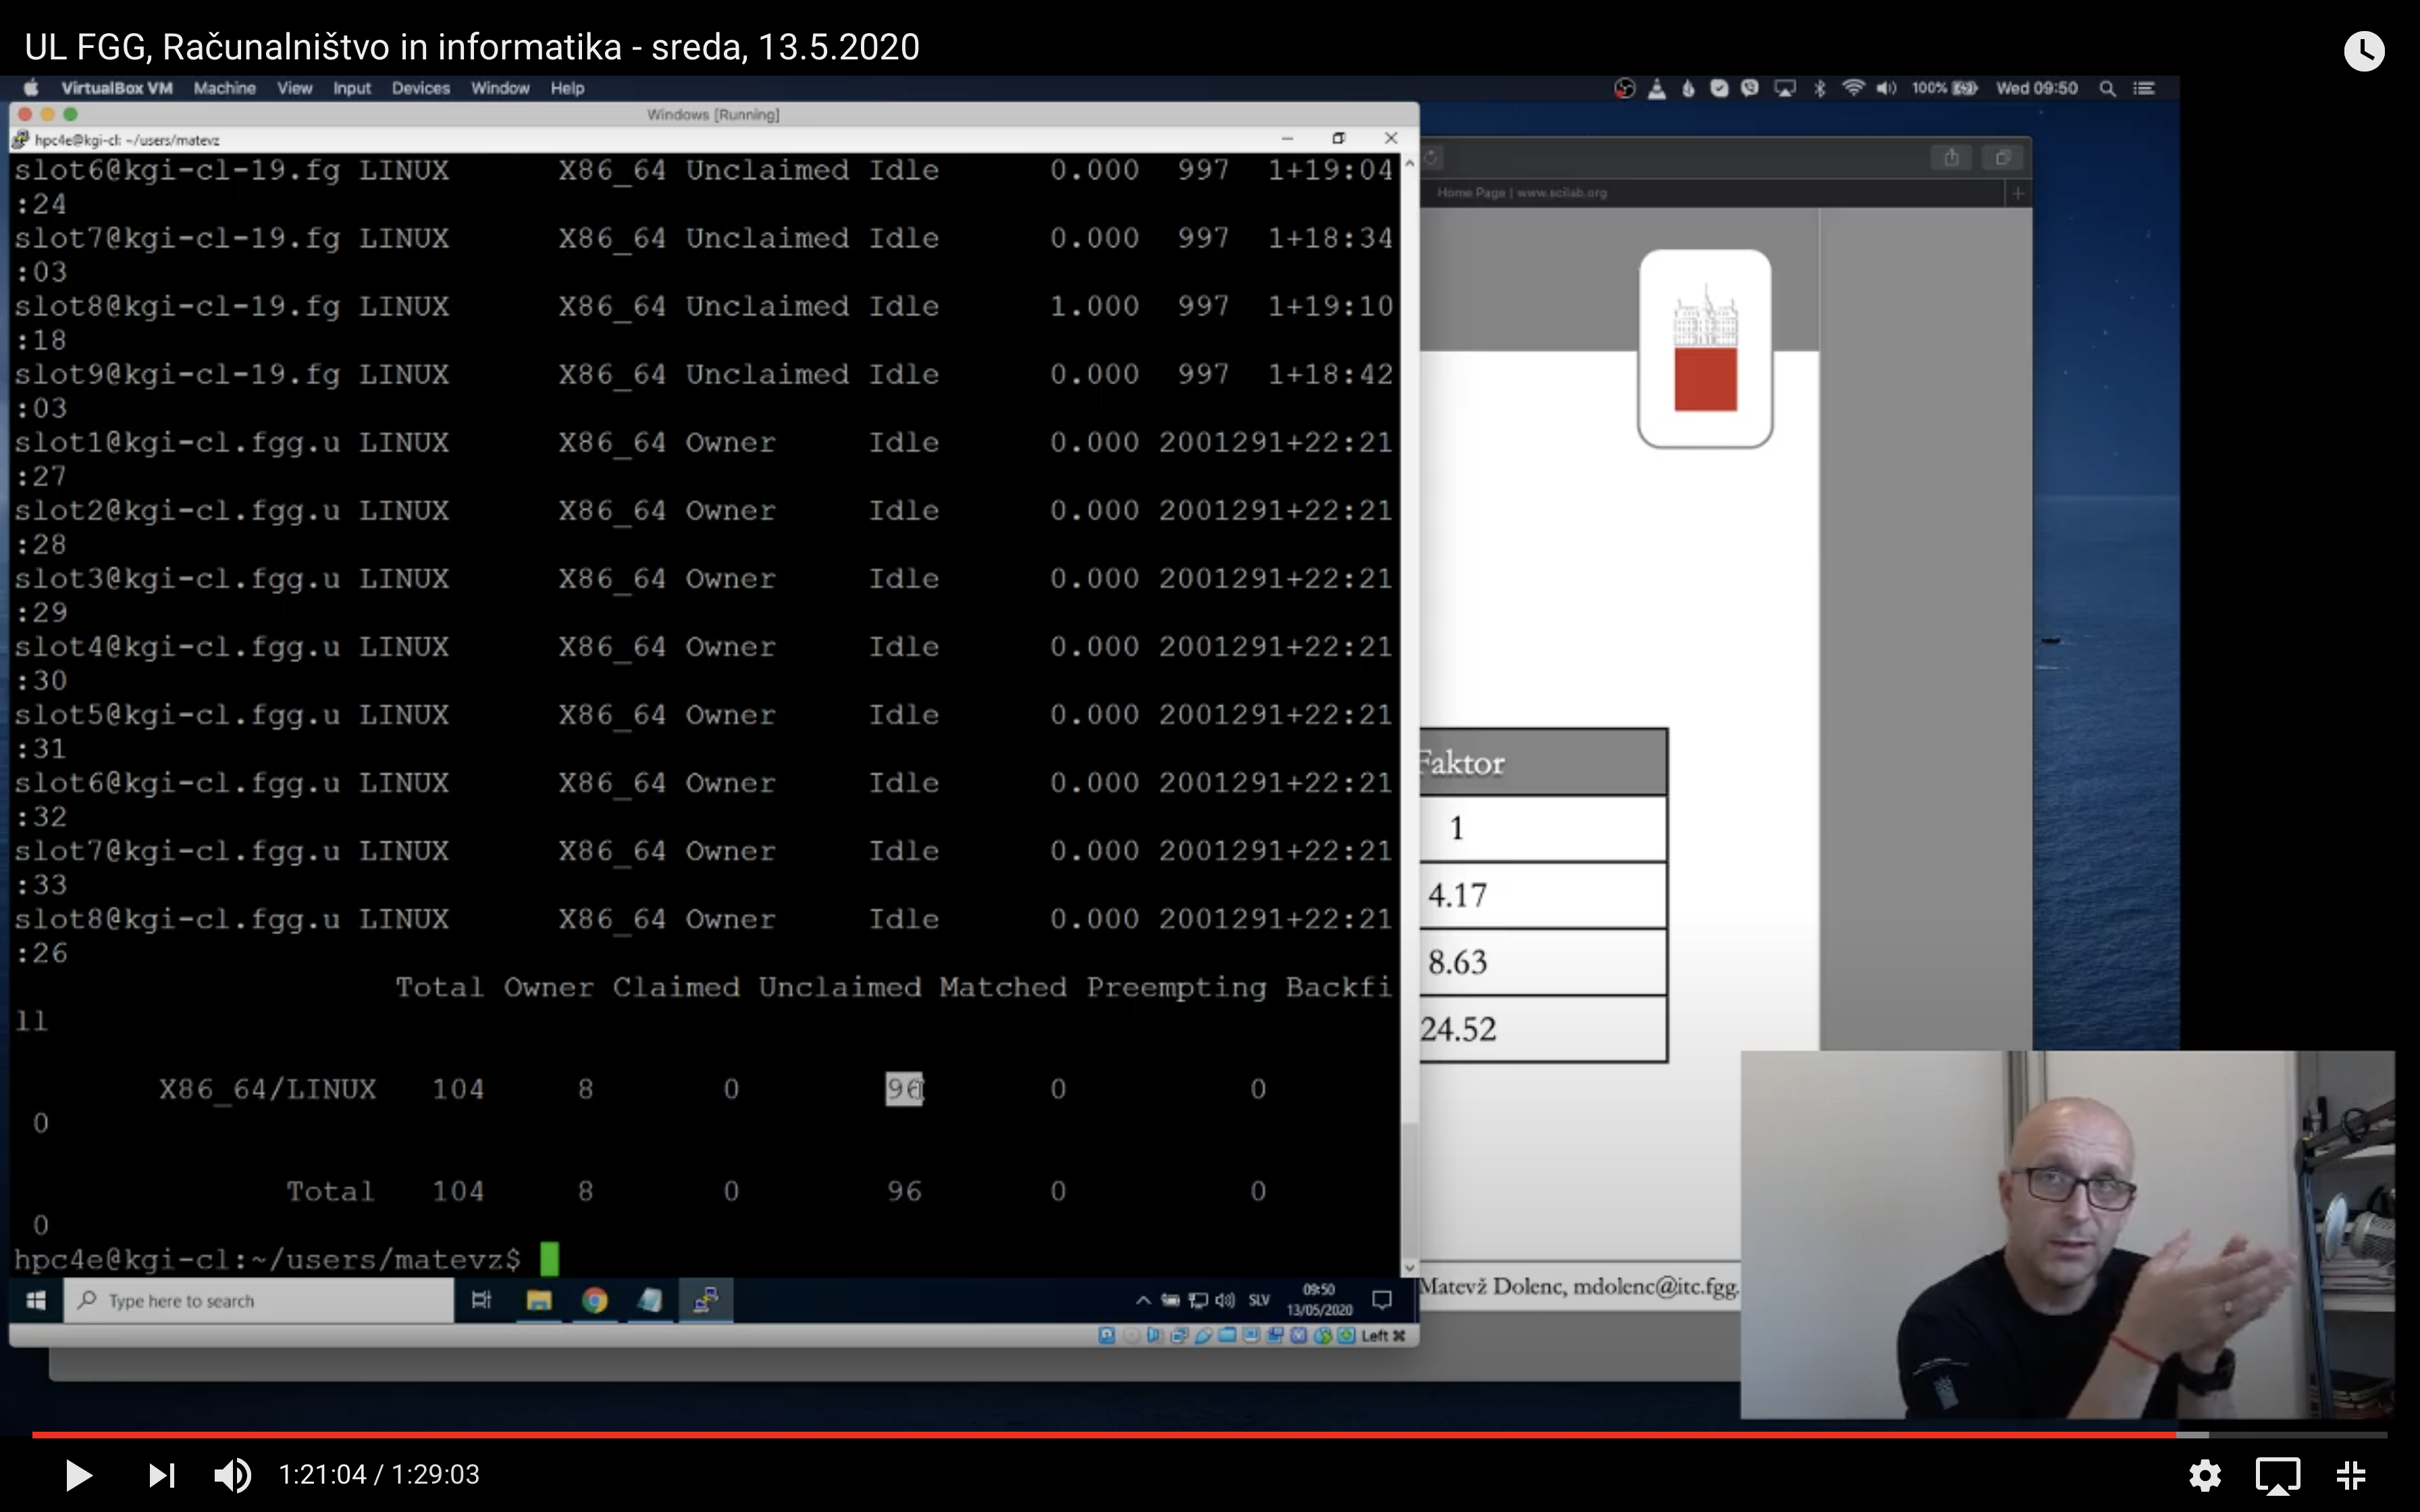 UL FGG, Računalništvo in informatika - sreda, 13.5.2020
VirtualBox VM Machine View Input Devices Window Help
100% Wed 09:50
Windows [Running]
hpc4e@kgi-cl: ~/users/matevz
slot6@kgi-cl-19.fg LINUX X86_64 Unclaimed Idle 0.000 997 1+19:04
:24
slot7@kgi-cl-19.fg LINUX X86_64 Unclaimed Idle 0.000 997 1+18:34
:03
slot8@kgi-cl-19.fg LINUX X86_64 Unclaimed Idle 1.000 997 1+19:10
:18
slot9@kgi-cl-19.fg LINUX X86_64 Unclaimed Idle 0.000 997 1+18:42
:03
slot1@kgi-cl.fgg.u LINUX X86_64 Owner Idle 0.000 2001291+22:21
:27
slot2@kgi-cl.fgg.u LINUX X86_64 Owner Idle 0.000 2001291+22:21
:28
slot3@kgi-cl.fgg.u LINUX X86_64 Owner Idle 0.000 2001291+22:21
:29
slot4@kgi-cl.fgg.u LINUX X86_64 Owner Idle 0.000 2001291+22:21
:30
slot5@kgi-cl.fgg.u LINUX X86_64 Owner Idle 0.000 2001291+22:21
:31
slot6@kgi-cl.fgg.u LINUX X86_64 Owner Idle 0.000 2001291+22:21
:32
slot7@kgi-cl.fgg.u LINUX X86_64 Owner Idle 0.000 2001291+22:21
:33
slot8@kgi-cl.fgg.u LINUX X86_64 Owner Idle 0.000 2001291+22:21
:26
Total Owner Claimed Unclaimed Matched Preempting Backfi
ll
X86_64/LINUX 104 8 0 96 0 0
0
Total 104 8 0 96 0 0
0
hpc4e@kgi-cl:~/users/matevz$
Type here to search
SLV
09:50
13/05/2020
Left ⌘
Home Page | www.scilab.org
Faktor
1
4.17
8.63
24.52
Matevž Dolenc, mdolenc@itc.fgg.
1:21:04 / 1:29:03